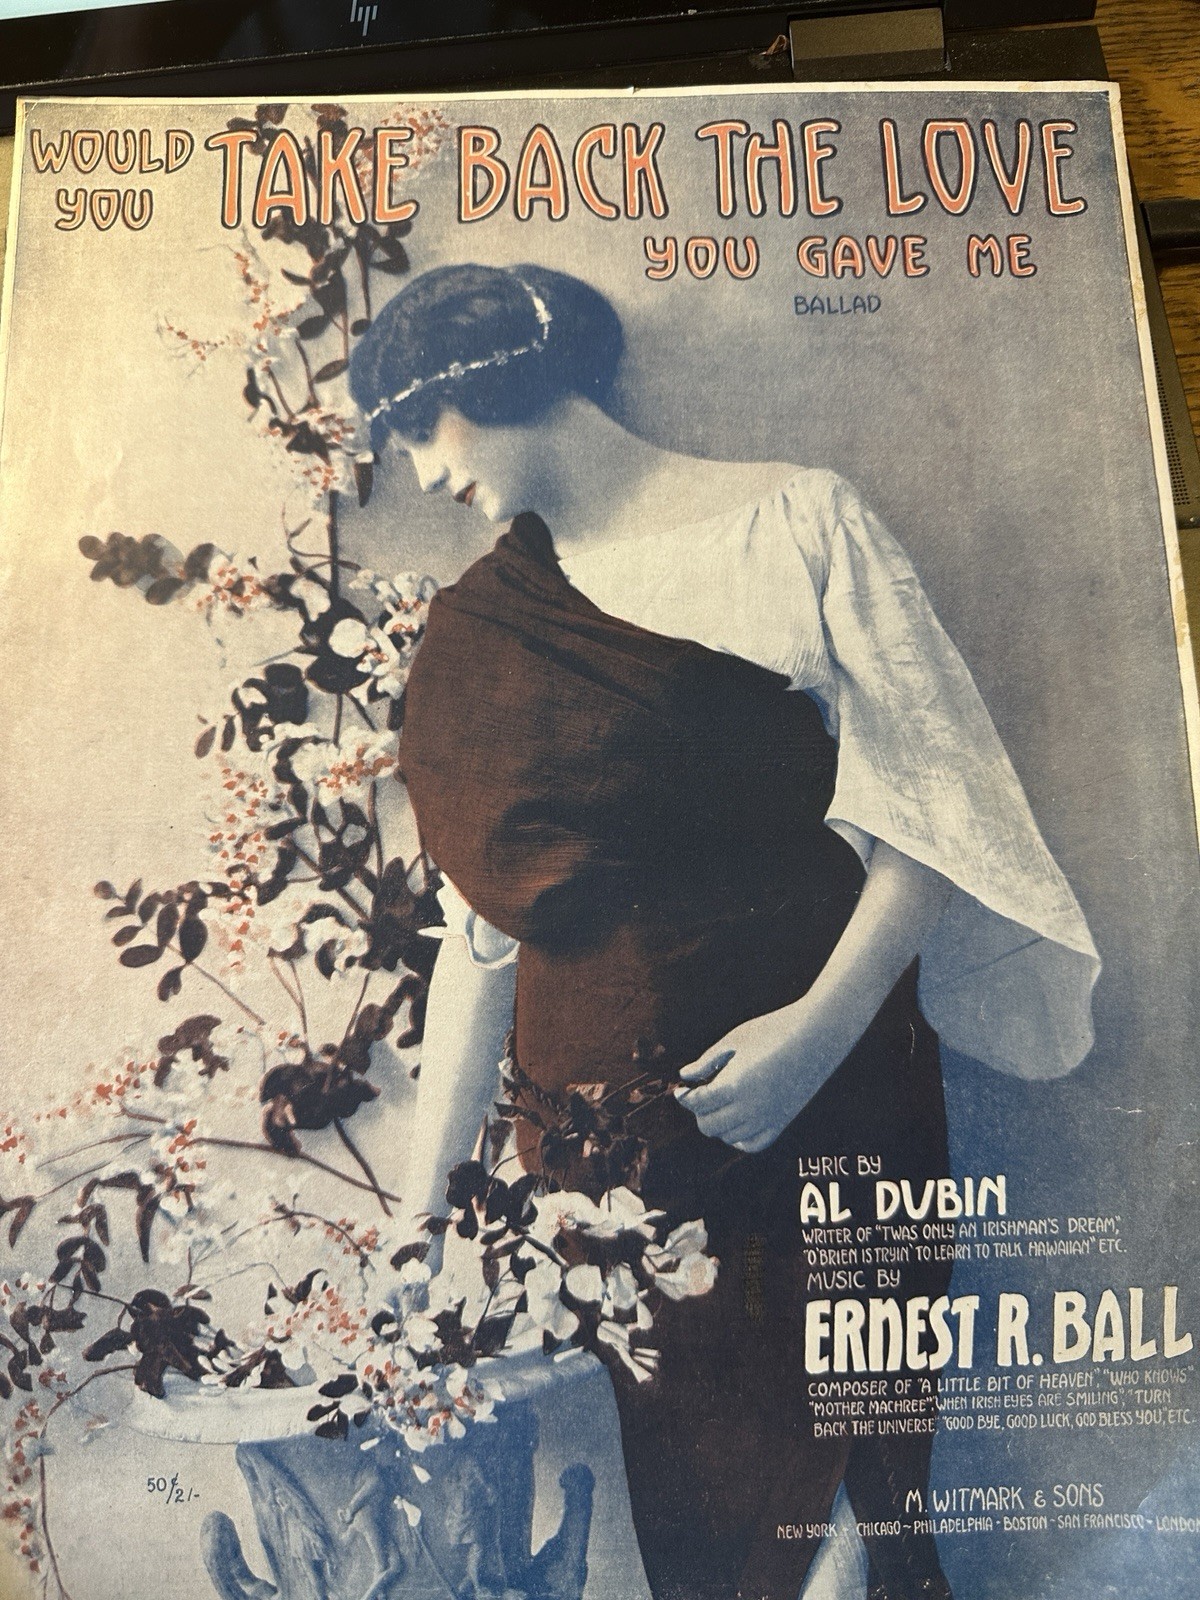 hp
WOULD YOU TAKE BACK THE LOVE
YOU GAVE ME
BALLAD
LYRIC BY
AL DUBIN
WRITER OF "TWAS ONLY AN IRISHMAN'S DREAM,"
"O'BRIEN IS TRYIN' TO LEARN TO TALK HAWAIIAN" ETC.
MUSIC BY
ERNEST R. BALL
COMPOSER OF "A LITTLE BIT OF HEAVEN", "WHO KNOWS"
"MOTHER MACHREE", "WHEN IRISH EYES ARE SMILING", "TURN
BACK THE UNIVERSE," "GOOD BYE, GOOD LUCK, GOD BLESS YOU, ETC.
50¢/2/-
M. WITMARK & SONS
NEW YORK - CHICAGO ~ PHILADELPHIA - BOSTON ~ SAN FRANCISCO ~ LONDON